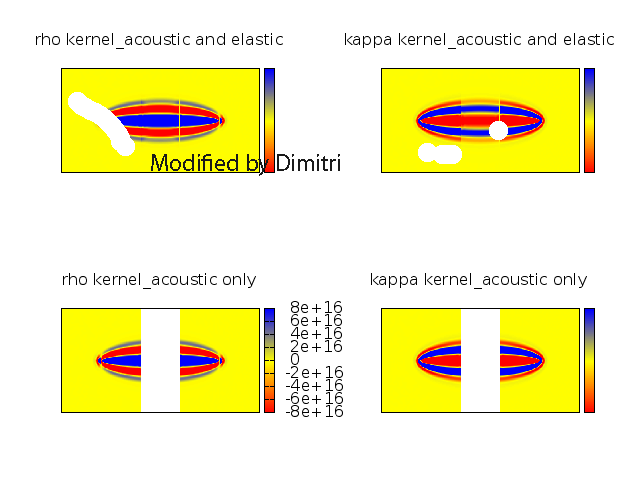 rho kernel_acoustic and elastic
kappa kernel_acoustic and elastic
Modified by Dimitri
rho kernel_acoustic only
kappa kernel_acoustic only
8e+16
6e+16
4e+16
2e+16
0
-2e+16
-4e+16
-6e+16
-8e+16